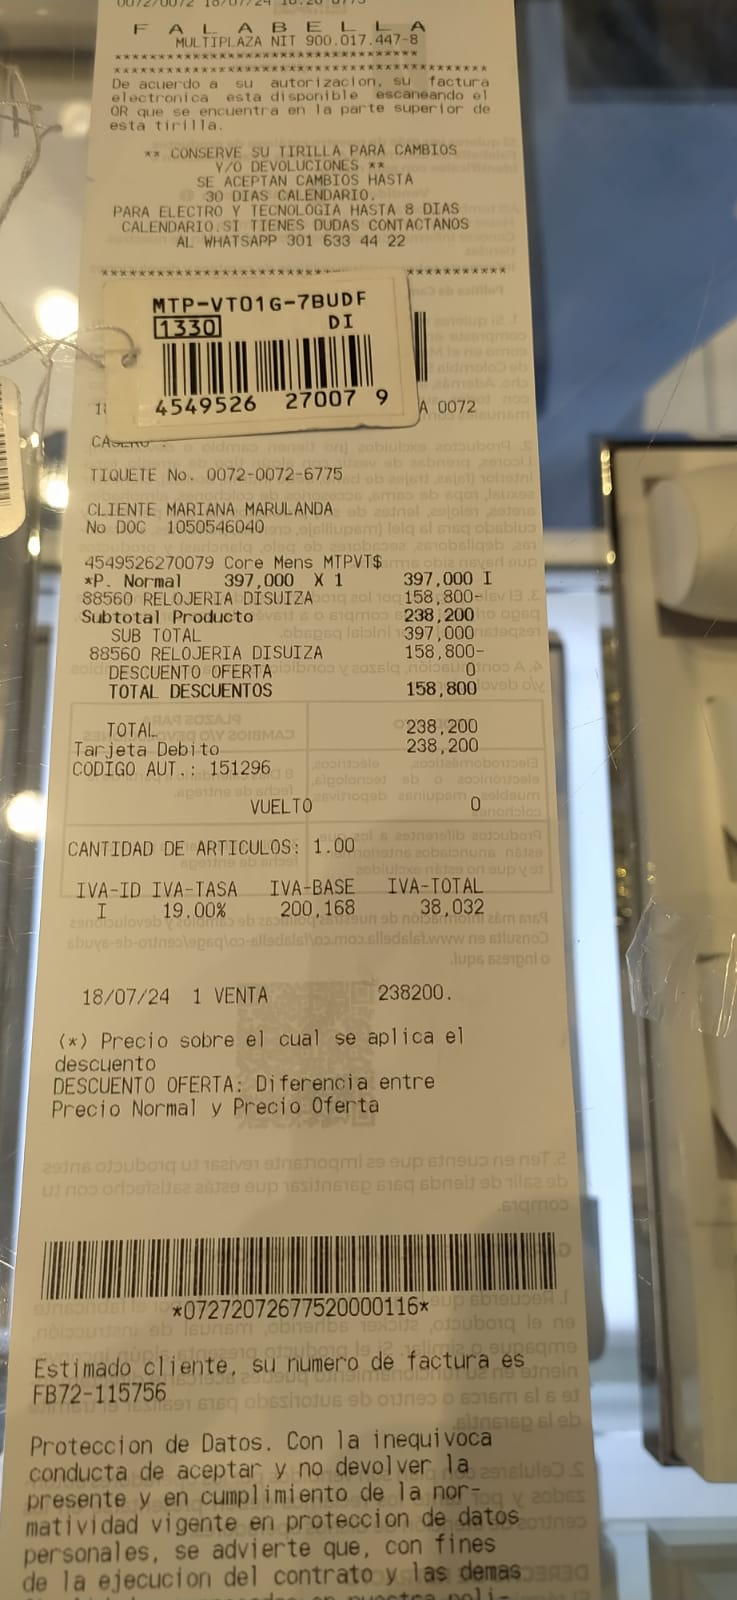 0072/0072 18/07/24
F A L A B E L L A
MULTIPLAZA NIT 900.017.447-8
****************************************
****************************************
De acuerdo a su autorizacion, su factura
electronica esta disponible escaneando el
QR que se encuentra en la parte superior de
esta tirilla.
** CONSERVE SU TIRILLA PARA CAMBIOS
Y/O DEVOLUCIONES **
SE ACEPTAN CAMBIOS HASTA
30 DIAS CALENDARIO.
PARA ELECTRO Y TECNOLOGIA HASTA 8 DIAS
CALENDARIO.SI TIENES DUDAS CONTACTANOS
AL WHATSAPP 301 633 44 22
****************************************
MTP-VT01G-7BUDF
1330 DI
4549526 27007 9
A 0072
TIQUETE No. 0072-0072-6775
CLIENTE MARIANA MARULANDA
No DOC 1050546040
4549526270079 Core Mens MTPVT$
*P. Normal 397,000 X 1 397,000 I
88560 RELOJERIA DISUIZA 158,800-
Subtotal Producto 238,200
SUB TOTAL 397,000
88560 RELOJERIA DISUIZA 158,800-
DESCUENTO OFERTA 0
TOTAL DESCUENTOS 158,800
TOTAL 238,200
Tarjeta Debito 238,200
CODIGO AUT.: 151296
VUELTO 0
CANTIDAD DE ARTICULOS: 1.00
IVA-ID IVA-TASA IVA-BASE IVA-TOTAL
I 19.00% 200,168 38,032
18/07/24 1 VENTA 238200.
(*) Precio sobre el cual se aplica el
descuento
DESCUENTO OFERTA: Diferencia entre
Precio Normal y Precio Oferta
*07272072677520000116*
Estimado cliente, su numero de factura es
FB72-115756
Proteccion de Datos. Con la inequivoca
conducta de aceptar y no devolver la
presente y en cumplimiento de la nor-
matividad vigente en proteccion de datos
personales, se advierte que, con fines
de la ejecucion del contrato y las demas